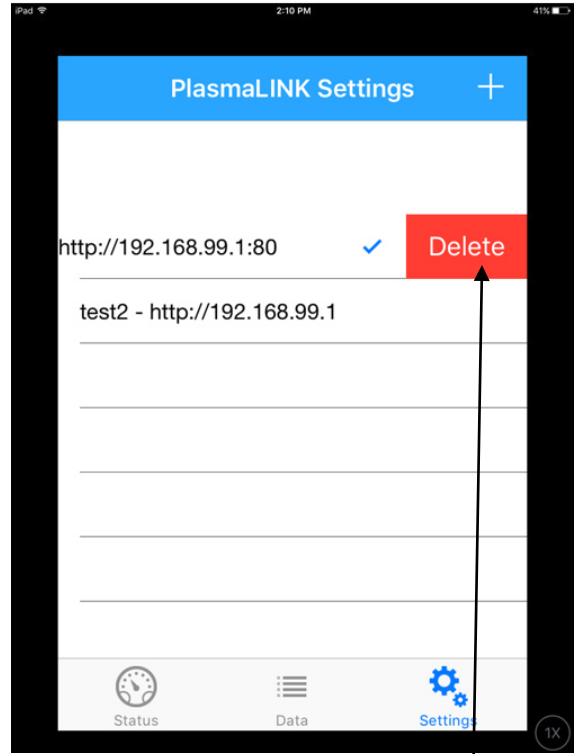 iPad 2:10 PM 41%
PlasmaLINK Settings +
http://192.168.99.1:80 ✓ Delete
test2 - http://192.168.99.1
Status Data Settings
1X